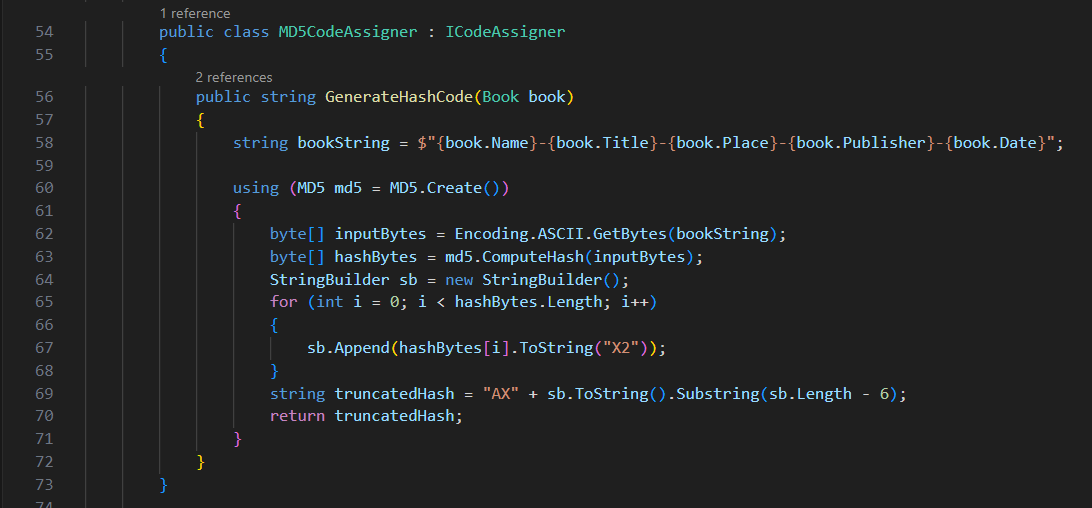 1 reference
54 public class MD5CodeAssigner : ICodeAssigner
55 {
2 references
56 public string GenerateHashCode(Book book)
57 {
58 string bookString = $"{book.Name}-{book.Title}-{book.Place}-{book.Publisher}-{book.Date}";
59
60 using (MD5 md5 = MD5.Create())
61 {
62 byte[] inputBytes = Encoding.ASCII.GetBytes(bookString);
63 byte[] hashBytes = md5.ComputeHash(inputBytes);
64 StringBuilder sb = new StringBuilder();
65 for (int i = 0; i < hashBytes.Length; i++)
66 {
67 sb.Append(hashBytes[i].ToString("X2"));
68 }
69 string truncatedHash = "AX" + sb.ToString().Substring(sb.Length - 6);
70 return truncatedHash;
71 }
72 }
73 }
74